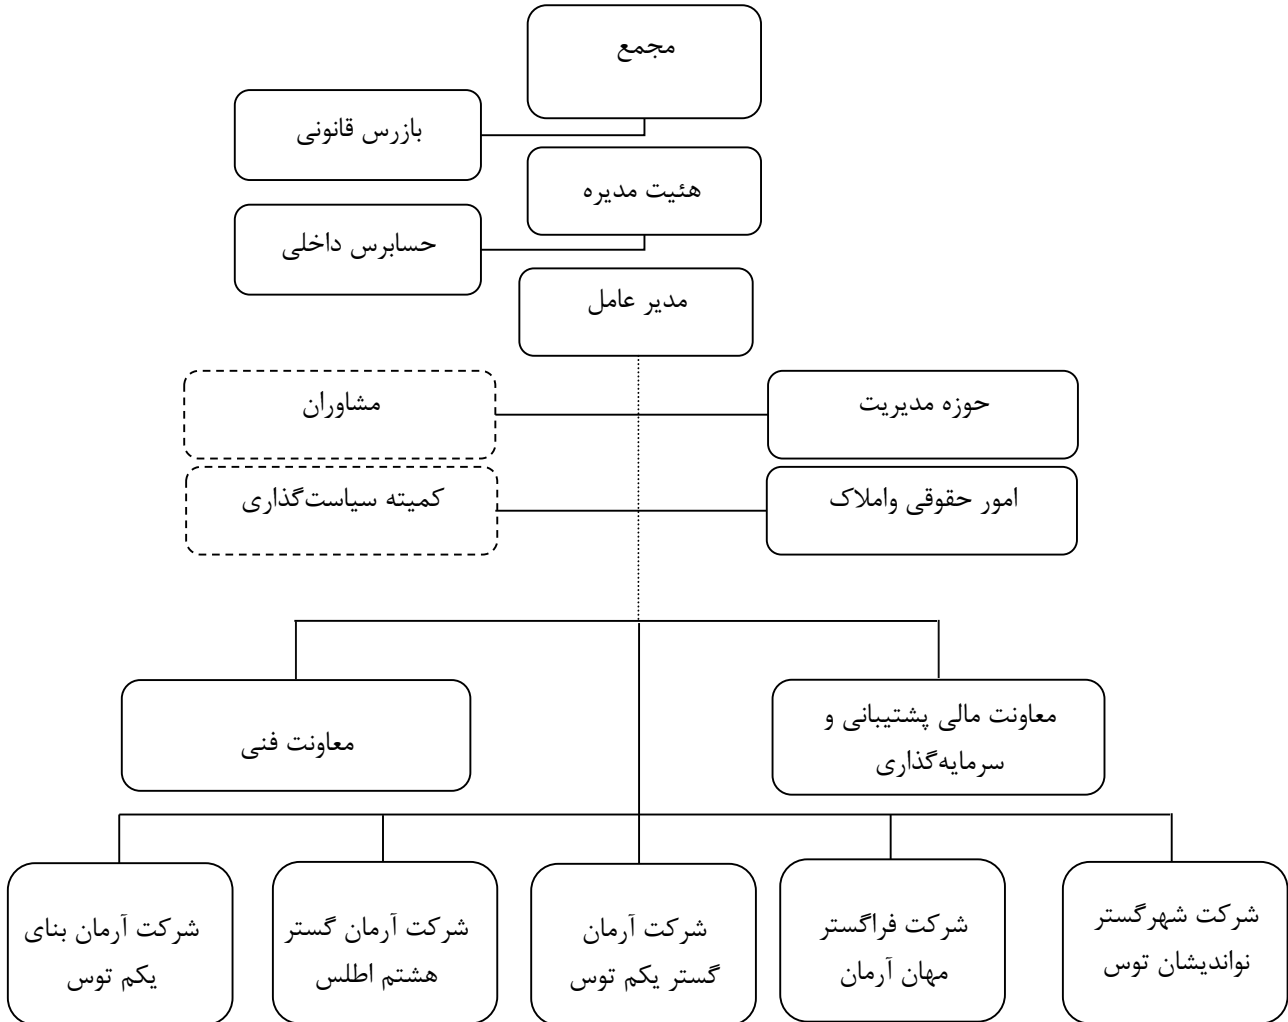 مجمع
بازرس قانونی
هئیت مدیره
حسابرس داخلی
مدیر عامل
حوزه مدیریت
مشاوران
امور حقوقی واملاک
کمیته سیاست‌گذاری
معاونت مالی پشتیبانی و
سرمایه‌گذاری
معاونت فنی
شرکت شهرگستر
نواندیشان توس
شرکت فراگستر
مهان آرمان
شرکت آرمان
گستر یکم توس
شرکت آرمان گستر
هشتم اطلس
شرکت آرمان بنای
یکم توس